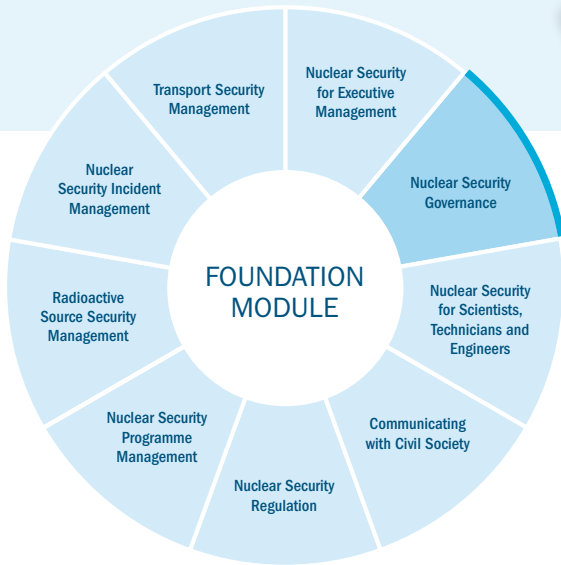 Transport Security
Management
Nuclear Security
for Executive
Management
Nuclear Security
Governance
Nuclear
Security Incident
Management
FOUNDATION
MODULE
Radioactive
Source Security
Management
Nuclear Security
for Scientists,
Technicians and
Engineers
Nuclear Security
Programme
Management
Communicating
with Civil Society
Nuclear Security
Regulation